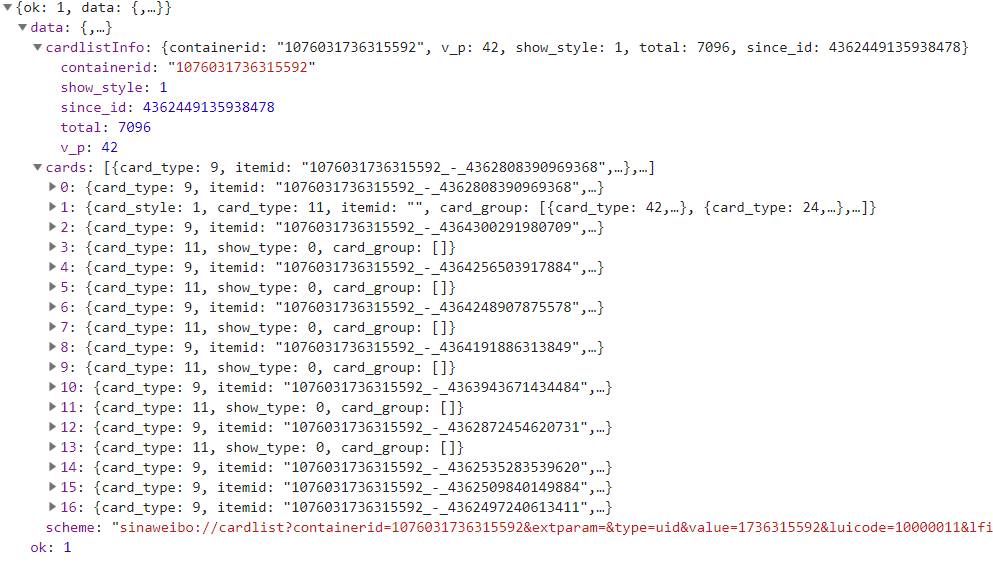 {ok: 1, data: {,…}}
data: {,…}
cardlistInfo: {containerid: "1076031736315592", v_p: 42, show_style: 1, total: 7096, since_id: 4362449135938478}
containerid: "1076031736315592"
show_style: 1
since_id: 4362449135938478
total: 7096
v_p: 42
cards: [{card_type: 9, itemid: "1076031736315592_-_4362808390969368",…},…]
0: {card_type: 9, itemid: "1076031736315592_-_4362808390969368",…}
1: {card_style: 1, card_type: 11, itemid: "", card_group: [{card_type: 42,…}, {card_type: 24,…},…]}
2: {card_type: 9, itemid: "1076031736315592_-_4364300291980709",…}
3: {card_type: 11, show_type: 0, card_group: []}
4: {card_type: 9, itemid: "1076031736315592_-_4364256503917884",…}
5: {card_type: 11, show_type: 0, card_group: []}
6: {card_type: 9, itemid: "1076031736315592_-_4364248907875578",…}
7: {card_type: 11, show_type: 0, card_group: []}
8: {card_type: 9, itemid: "1076031736315592_-_4364191886313849",…}
9: {card_type: 11, show_type: 0, card_group: []}
10: {card_type: 9, itemid: "1076031736315592_-_4363943671434484",…}
11: {card_type: 11, show_type: 0, card_group: []}
12: {card_type: 9, itemid: "1076031736315592_-_4362872454620731",…}
13: {card_type: 11, show_type: 0, card_group: []}
14: {card_type: 9, itemid: "1076031736315592_-_4362535283539620",…}
15: {card_type: 9, itemid: "1076031736315592_-_4362509840149884",…}
16: {card_type: 9, itemid: "1076031736315592_-_4362497240613411",…}
scheme: "sinaweibo://cardlist?containerid=1076031736315592&extparam=&type=uid&value=1736315592&luicode=10000011&lfi
ok: 1